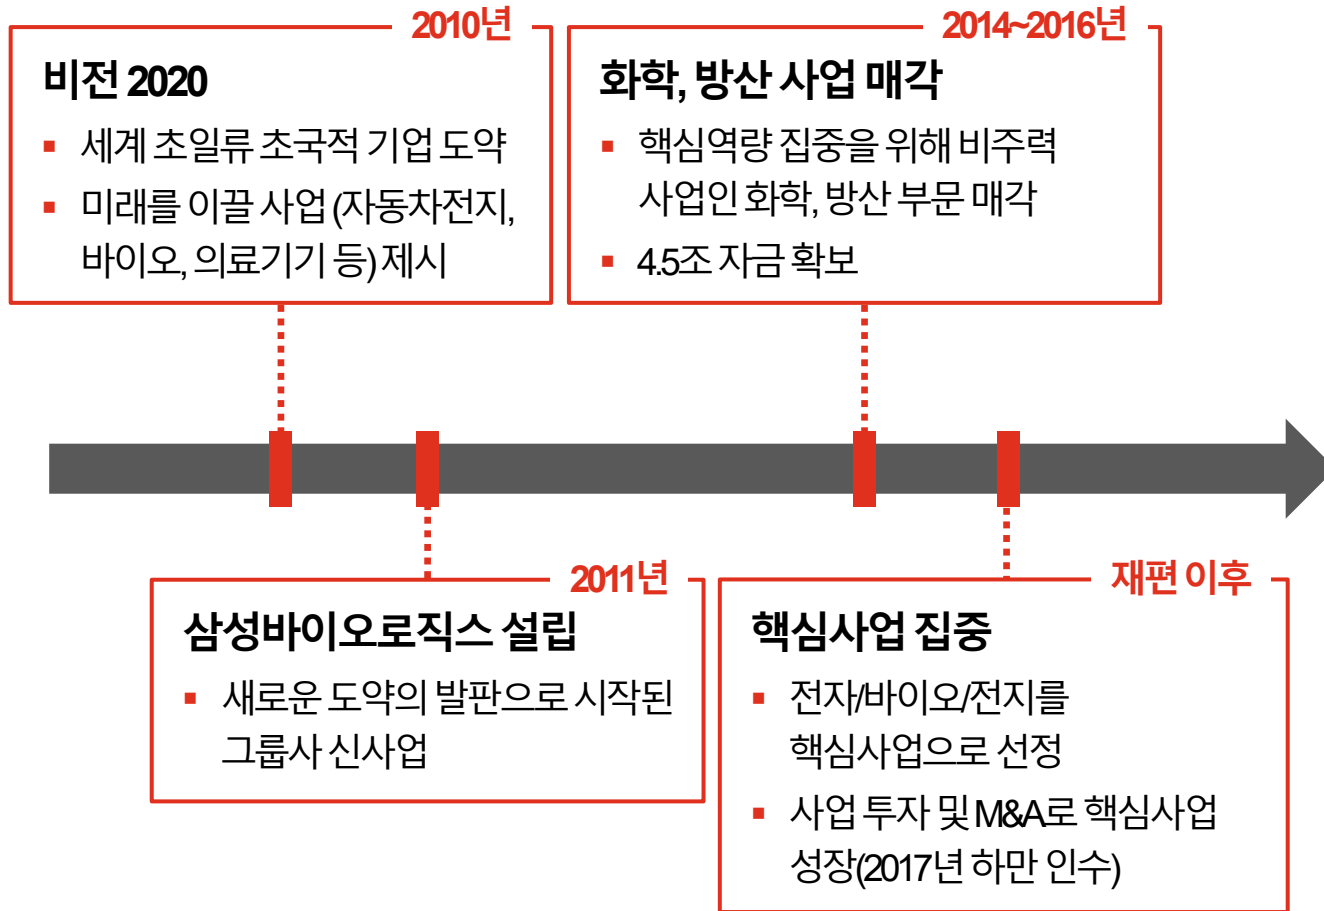 2010년
비전 2020
▪ 세계 초일류 초국적 기업 도약
▪ 미래를 이끌 사업 (자동차전지,
바이오, 의료기기 등) 제시
2014~2016년
화학, 방산 사업 매각
▪ 핵심역량 집중을 위해 비주력
사업인 화학, 방산 부문 매각
▪ 4.5조 자금 확보
2011년
삼성바이오로직스 설립
▪ 새로운 도약의 발판으로 시작된
그룹사 신사업
재편 이후
핵심사업 집중
▪ 전자/바이오/전지를
핵심사업으로 선정
▪ 사업 투자 및 M&A로 핵심사업
성장(2017년 하만 인수)